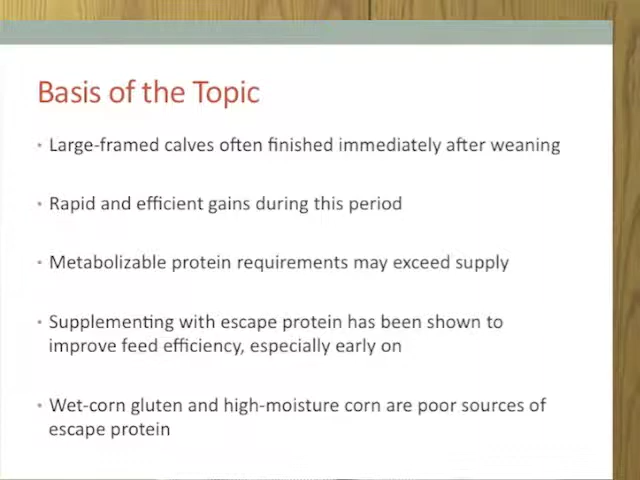 Basis of the Topic
• Large-framed calves often finished immediately after weaning
• Rapid and efficient gains during this period
• Metabolizable protein requirements may exceed supply
• Supplementing with escape protein has been shown to
improve feed efficiency, especially early on
• Wet-corn gluten and high-moisture corn are poor sources of
escape protein